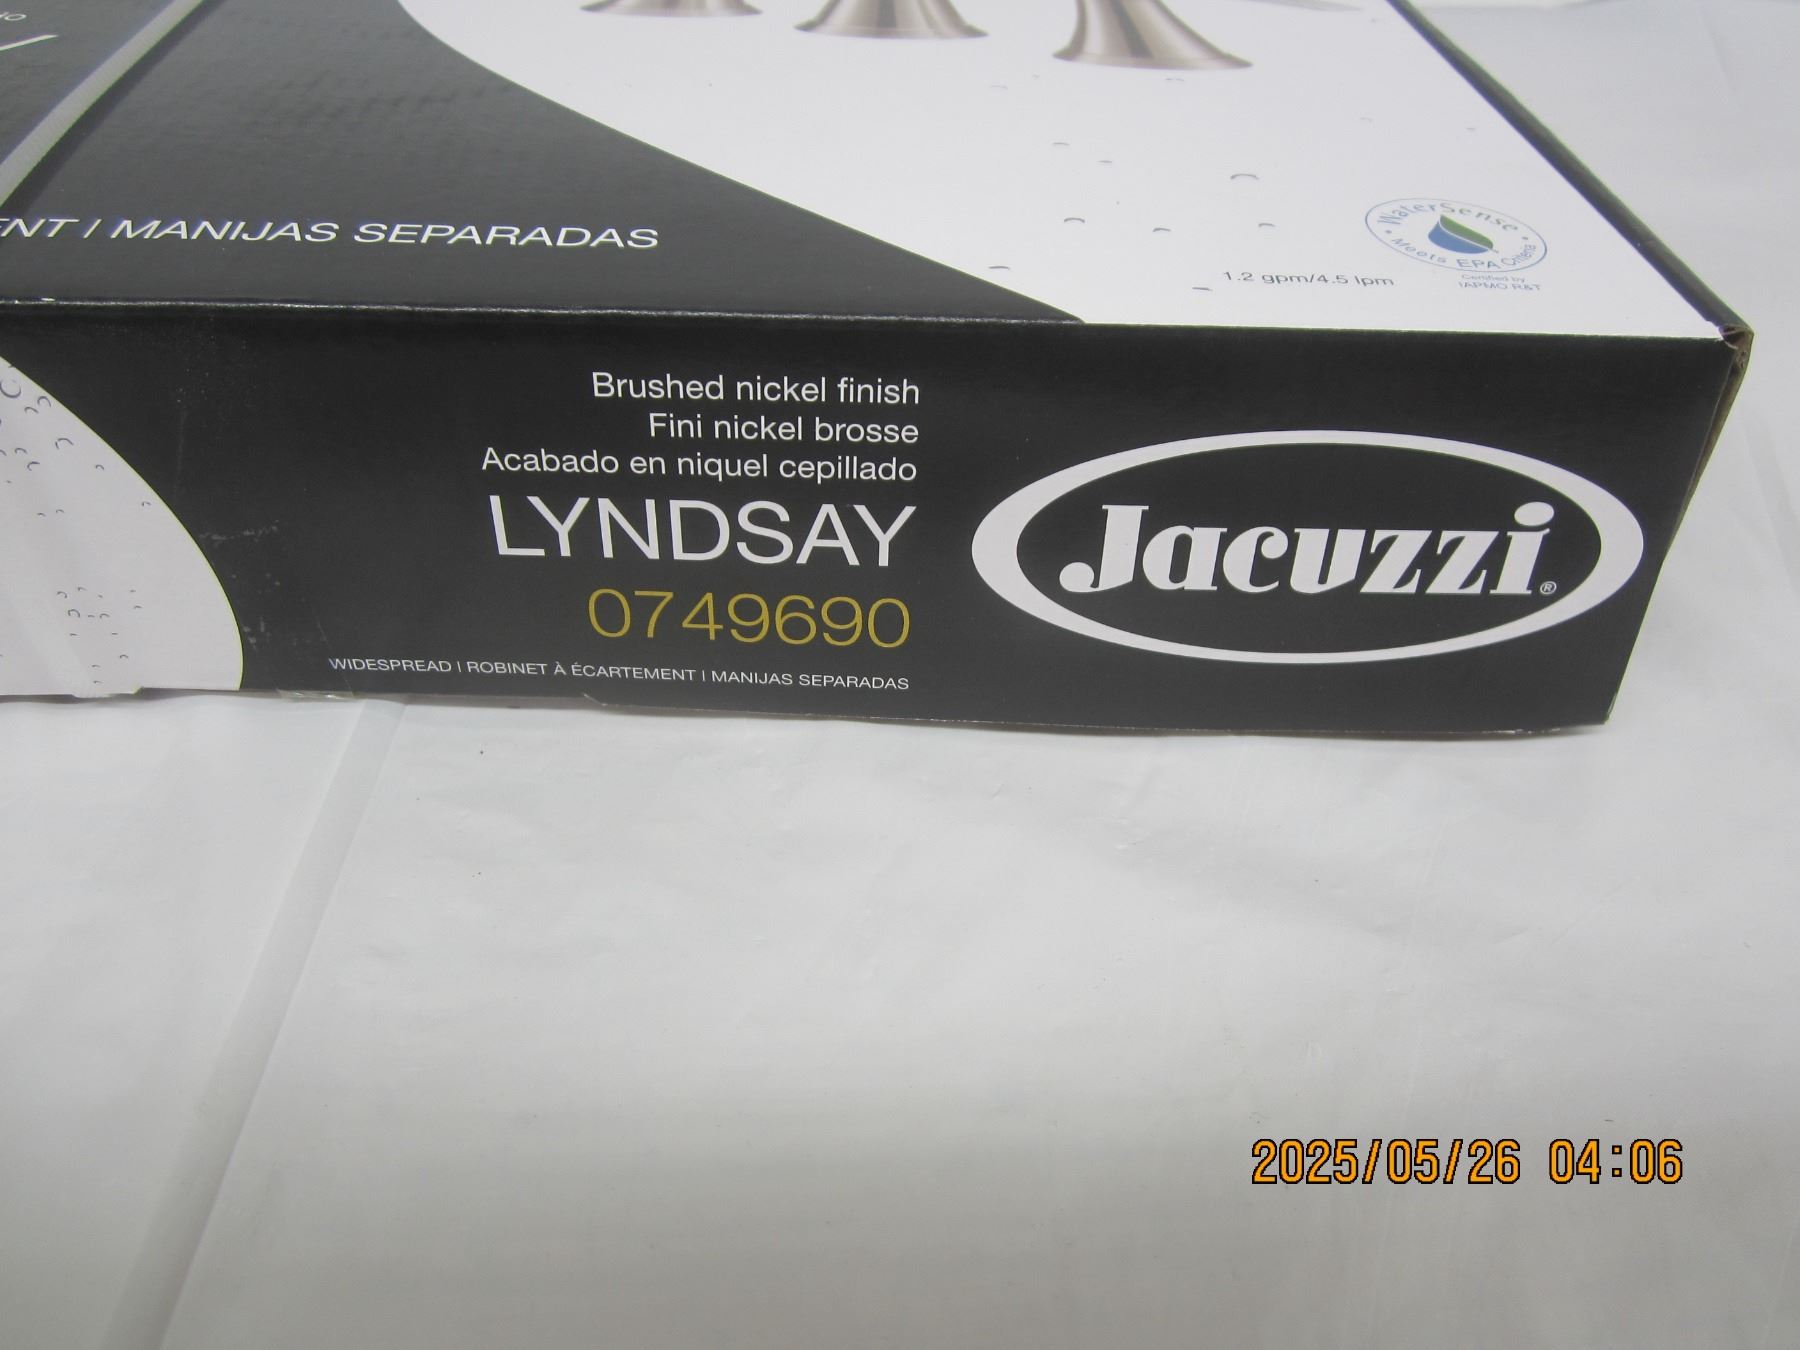 ENT | MANIJAS SEPARADAS
WaterSense
Meets EPA Criteria
Certified by
IAPMO R&T
1.2 gpm/4.5 lpm
Brushed nickel finish
Fini nickel brosse
Acabado en niquel cepillado
LYNDSAY
0749690
WIDESPREAD | ROBINET À ÉCARTEMENT | MANIJAS SEPARADAS
Jacuzzi®
2025/05/26 04:06